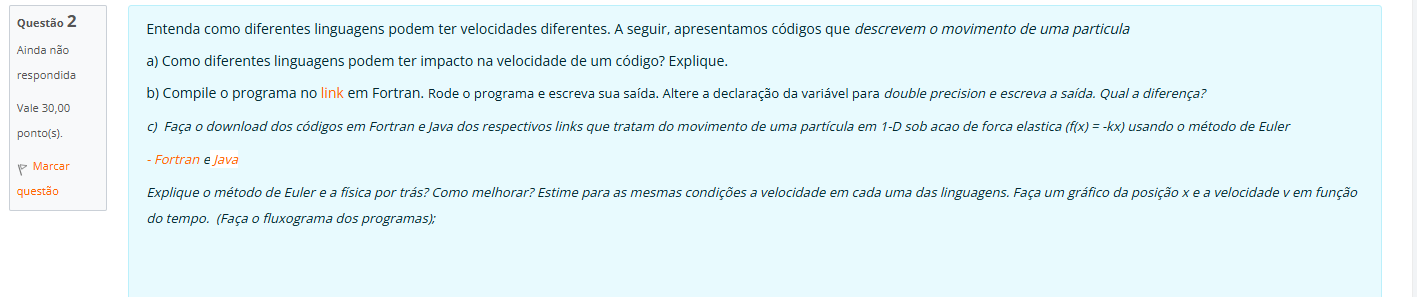 Questão 2
Ainda não
respondida
Vale 30,00
ponto(s).
Marcar
questão
Entenda como diferentes linguagens podem ter velocidades diferentes. A seguir, apresentamos códigos que descrevem o movimento de uma particula
a) Como diferentes linguagens podem ter impacto na velocidade de um código? Explique.
b) Compile o programa no link em Fortran. Rode o programa e escreva sua saída. Altere a declaração da variável para double precision e escreva a saída. Qual a diferença?
c) Faça o download dos códigos em Fortran e Java dos respectivos links que tratam do movimento de uma partícula em 1-D sob acao de forca elastica (f(x) = -kx) usando o método de Euler
- Fortran e Java
Explique o método de Euler e a física por trás? Como melhorar? Estime para as mesmas condições a velocidade em cada uma das linguagens. Faça um gráfico da posição x e a velocidade v em função
do tempo. (Faça o fluxograma dos programas);